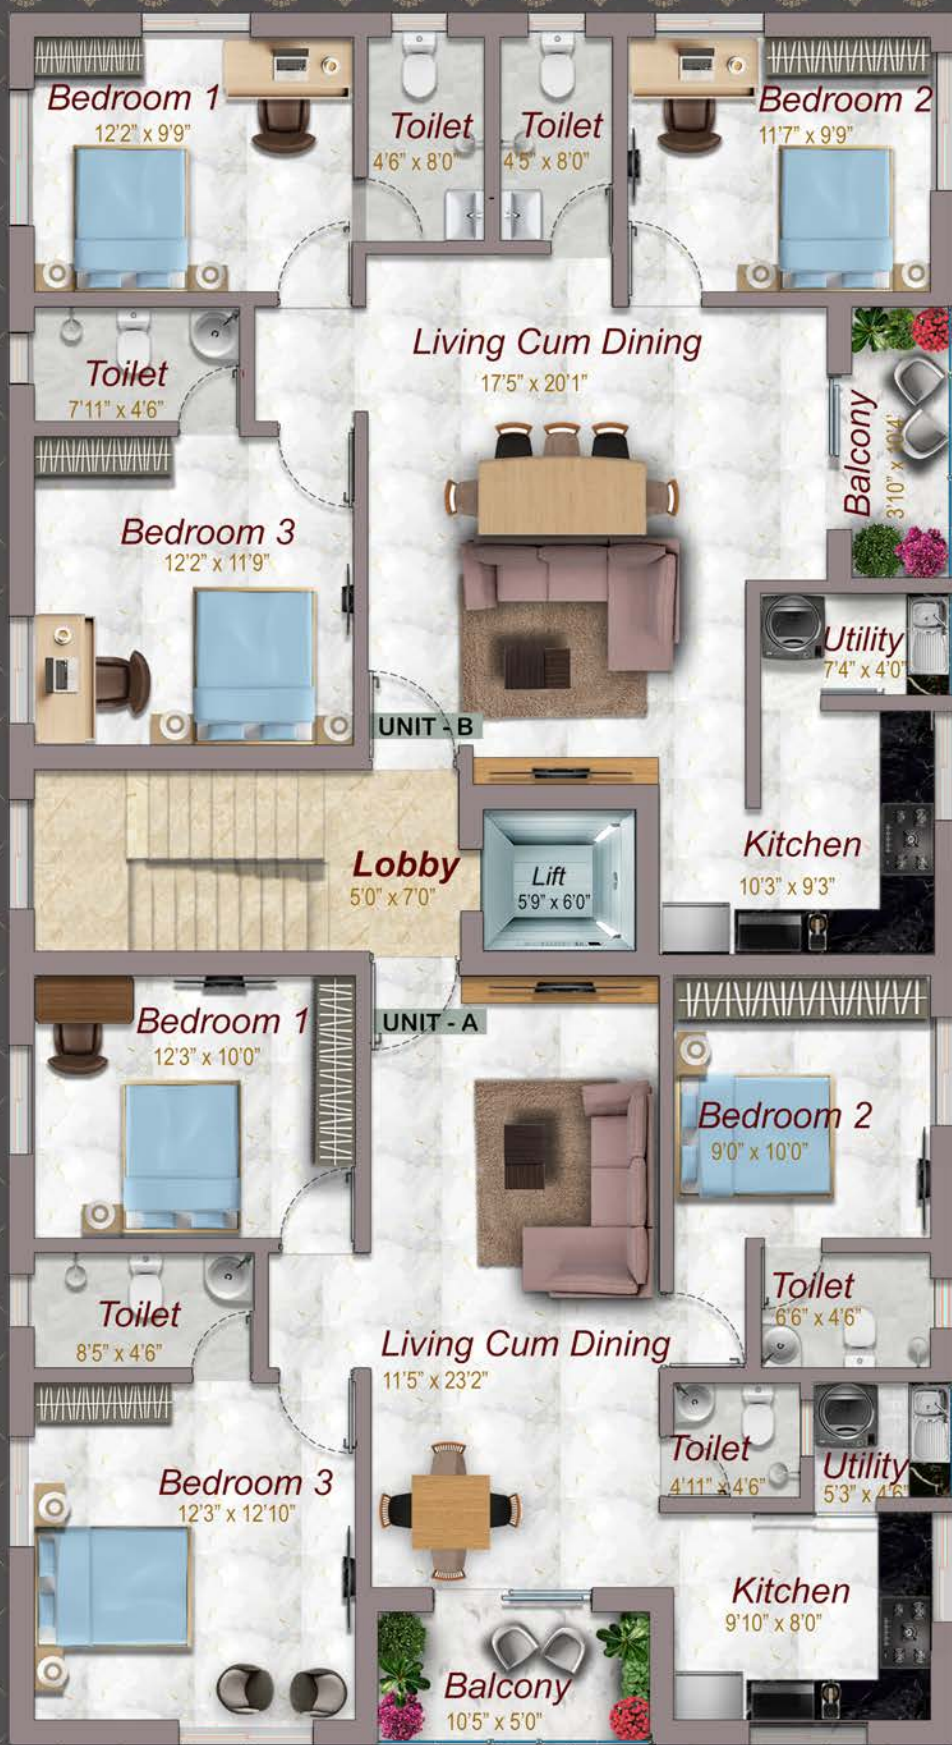 Bedroom 1
12'2" x 9'9"
Toilet
4'6" x 8'0"
Toilet
4'5" x 8'0"
Bedroom 2
11'7" x 9'9"
Living Cum Dining
17'5" x 20'1"
Toilet
7'11" x 4'6"
Balcony
3'10" x 10'4'
Bedroom 3
12'2" x 11'9"
Utility
7'4" x 4'0"
UNIT - B
Lobby
5'0" x 7'0"
Lift
5'9" x 6'0"
Kitchen
10'3" x 9'3"
UNIT - A
Bedroom 1
12'3" x 10'0"
Bedroom 2
9'0" x 10'0"
Toilet
8'5" x 4'6"
Toilet
6'6" x 4'6"
Living Cum Dining
11'5" x 23'2"
Toilet
4'11" x 4'6"
Utility
5'3" x 4'6"
Bedroom 3
12'3" x 12'10"
Kitchen
9'10" x 8'0"
Balcony
10'5" x 5'0"